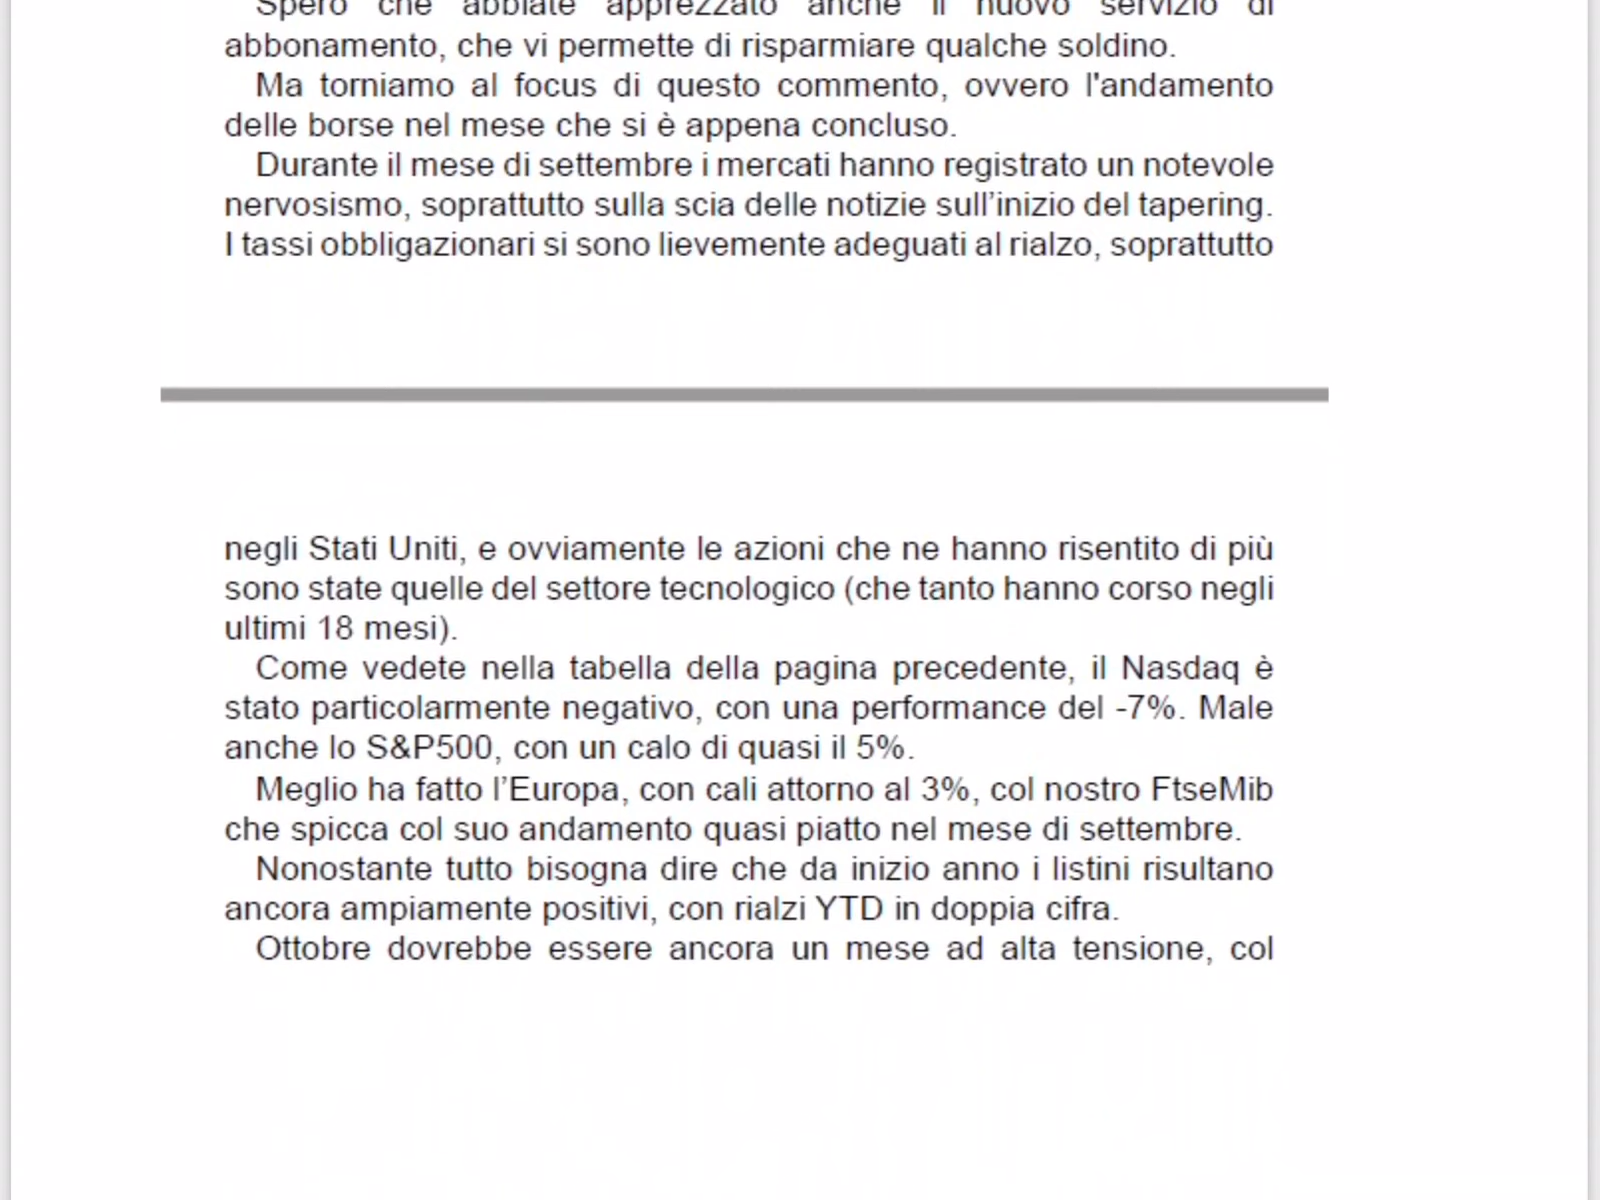 Spero che abbiate apprezzato anche il nuovo servizio di
abbonamento, che vi permette di risparmiare qualche soldino.
Ma torniamo al focus di questo commento, ovvero l'andamento
delle borse nel mese che si è appena concluso.
Durante il mese di settembre i mercati hanno registrato un notevole
nervosismo, soprattutto sulla scia delle notizie sull’inizio del tapering.
I tassi obbligazionari si sono lievemente adeguati al rialzo, soprattutto
negli Stati Uniti, e ovviamente le azioni che ne hanno risentito di più
sono state quelle del settore tecnologico (che tanto hanno corso negli
ultimi 18 mesi).
Come vedete nella tabella della pagina precedente, il Nasdaq è
stato particolarmente negativo, con una performance del -7%. Male
anche lo S&P500, con un calo di quasi il 5%.
Meglio ha fatto l’Europa, con cali attorno al 3%, col nostro FtseMib
che spicca col suo andamento quasi piatto nel mese di settembre.
Nonostante tutto bisogna dire che da inizio anno i listini risultano
ancora ampiamente positivi, con rialzi YTD in doppia cifra.
Ottobre dovrebbe essere ancora un mese ad alta tensione, col